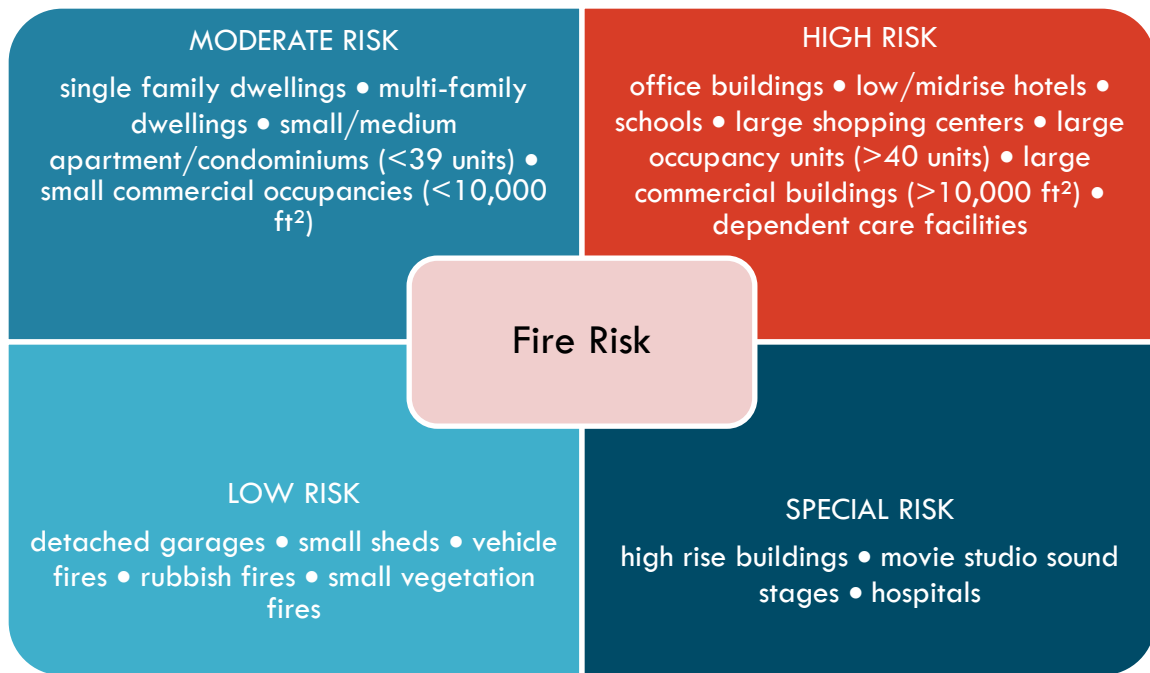 MODERATE RISK
single family dwellings • multi-family
dwellings • small/medium
apartment/condominiums (<39 units) •
small commercial occupancies (<10,000
ft²)
HIGH RISK
office buildings • low/midrise hotels •
schools • large shopping centers • large
occupancy units (>40 units) • large
commercial buildings (>10,000 ft²) •
dependent care facilities
Fire Risk
LOW RISK
detached garages • small sheds • vehicle
fires • rubbish fires • small vegetation
fires
SPECIAL RISK
high rise buildings • movie studio sound
stages • hospitals